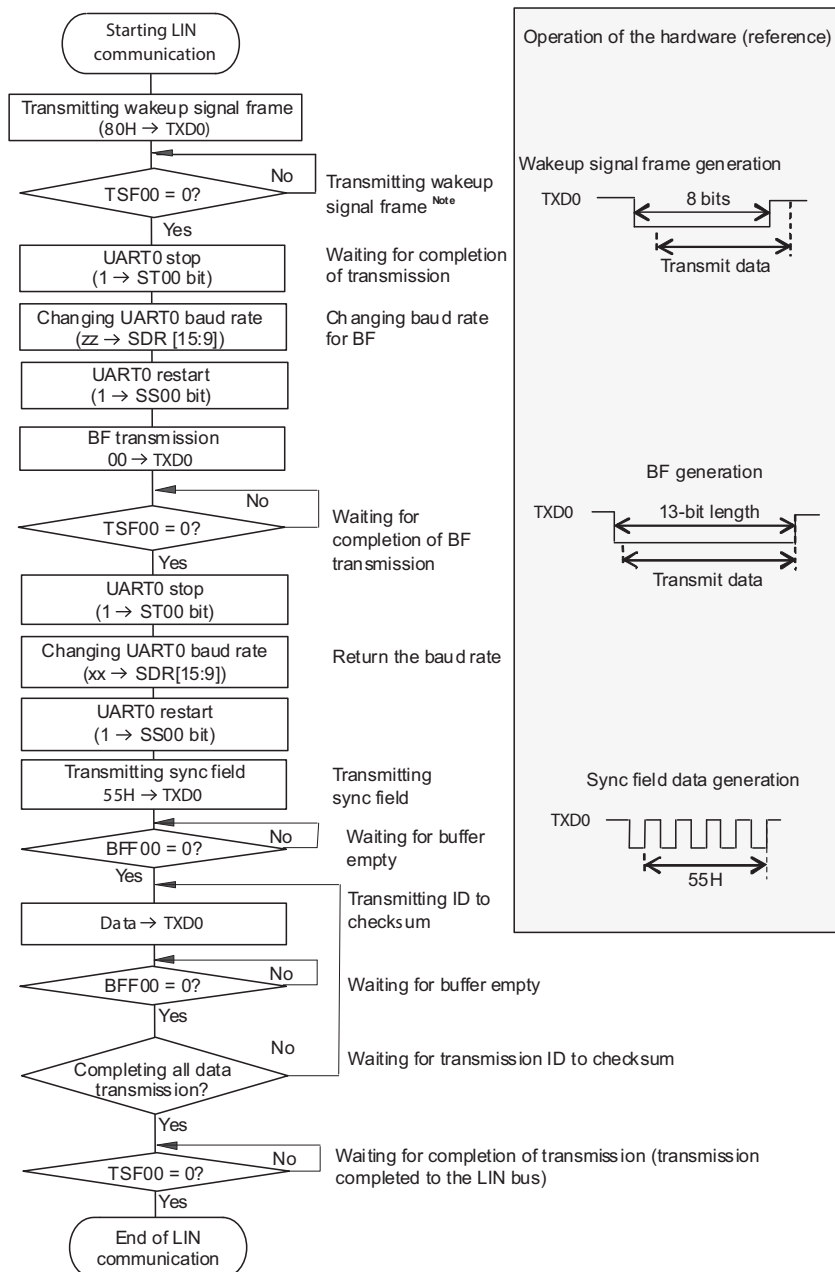 Starting LIN
communication
Transmitting wakeup signal frame
(80H → TXD0)
No
TSF00 = 0?
Transmitting wakeup
signal frame Note
Yes
UART0 stop
(1 → ST00 bit)
Waiting for completion
of transmission
Changing UART0 baud rate
(zz → SDR [15:9])
Changing baud rate
for BF
UART0 restart
(1 → SS00 bit)
BF transmission
00 → TXD0
No
TSF00 = 0?
Waiting for
completion of BF
transmission
Yes
UART0 stop
(1 → ST00 bit)
Changing UART0 baud rate
(xx → SDR[15:9])
Return the baud rate
UART0 restart
(1 → SS00 bit)
Transmitting sync field
55H → TXD0
Transmitting
sync field
No
BFF00 = 0?
Waiting for buffer
empty
Yes
Data → TXD0
Transmitting ID to
checksum
No
BFF00 = 0?
Waiting for buffer empty
Yes
No
Completing all data
transmission?
Waiting for transmission ID to checksum
Yes
No
TSF00 = 0?
Waiting for completion of transmission (transmission
completed to the LIN bus)
Yes
End of LIN
communication
Operation of the hardware (reference)
Wakeup signal frame generation
TXD0
8 bits
Transmit data
BF generation
TXD0
13-bit length
Transmit data
Sync field data generation
TXD0
55H